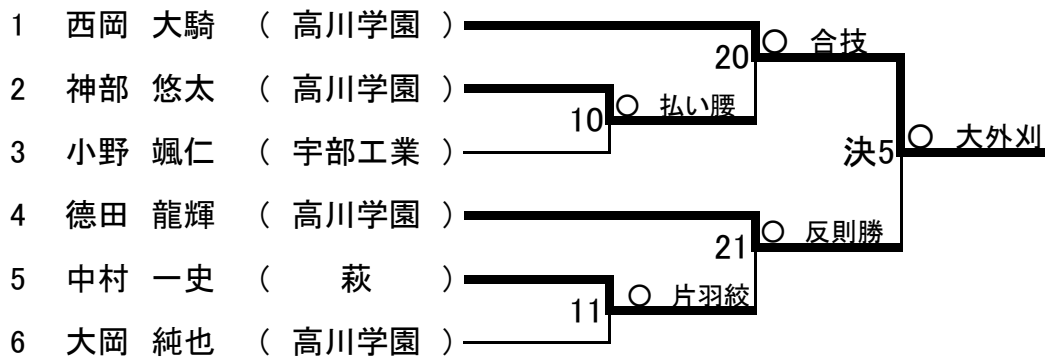 1 西岡 大騎 ( 高川学園 )
20 ○ 合技
2 神部 悠太 ( 高川学園 )
10 ○ 払い腰
3 小野 颯仁 ( 宇部工業 )
決5 ○ 大外刈
4 德田 龍輝 ( 高川学園 )
21 ○ 反則勝
5 中村 一史 ( 萩 )
11 ○ 片羽絞
6 大岡 純也 ( 高川学園 )